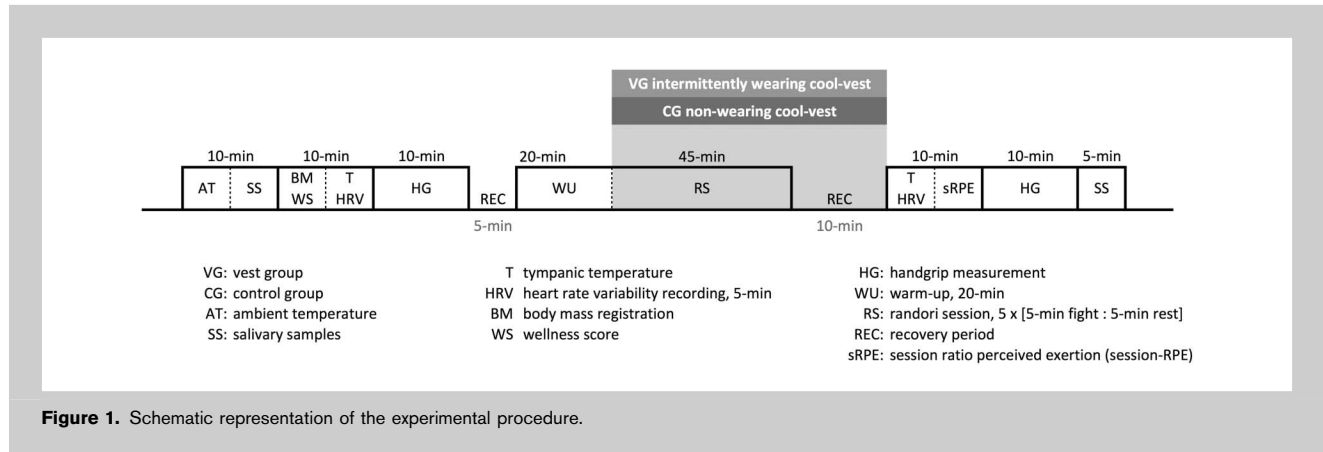 VG intermittently wearing cool-vest
CG non-wearing cool-vest
10-min 10-min 10-min 20-min 45-min 10-min 10-min 5-min
AT SS BM WS T HRV HG REC WU RS REC T HRV sRPE HG SS
5-min 10-min
VG: vest group
CG: control group
AT: ambient temperature
SS: salivary samples
T tympanic temperature
HRV heart rate variability recording, 5-min
BM body mass registration
WS wellness score
HG: handgrip measurement
WU: warm-up, 20-min
RS: randori session, 5 x [5-min fight : 5-min rest]
REC: recovery period
sRPE: session ratio perceived exertion (session-RPE)
Figure 1. Schematic representation of the experimental procedure.